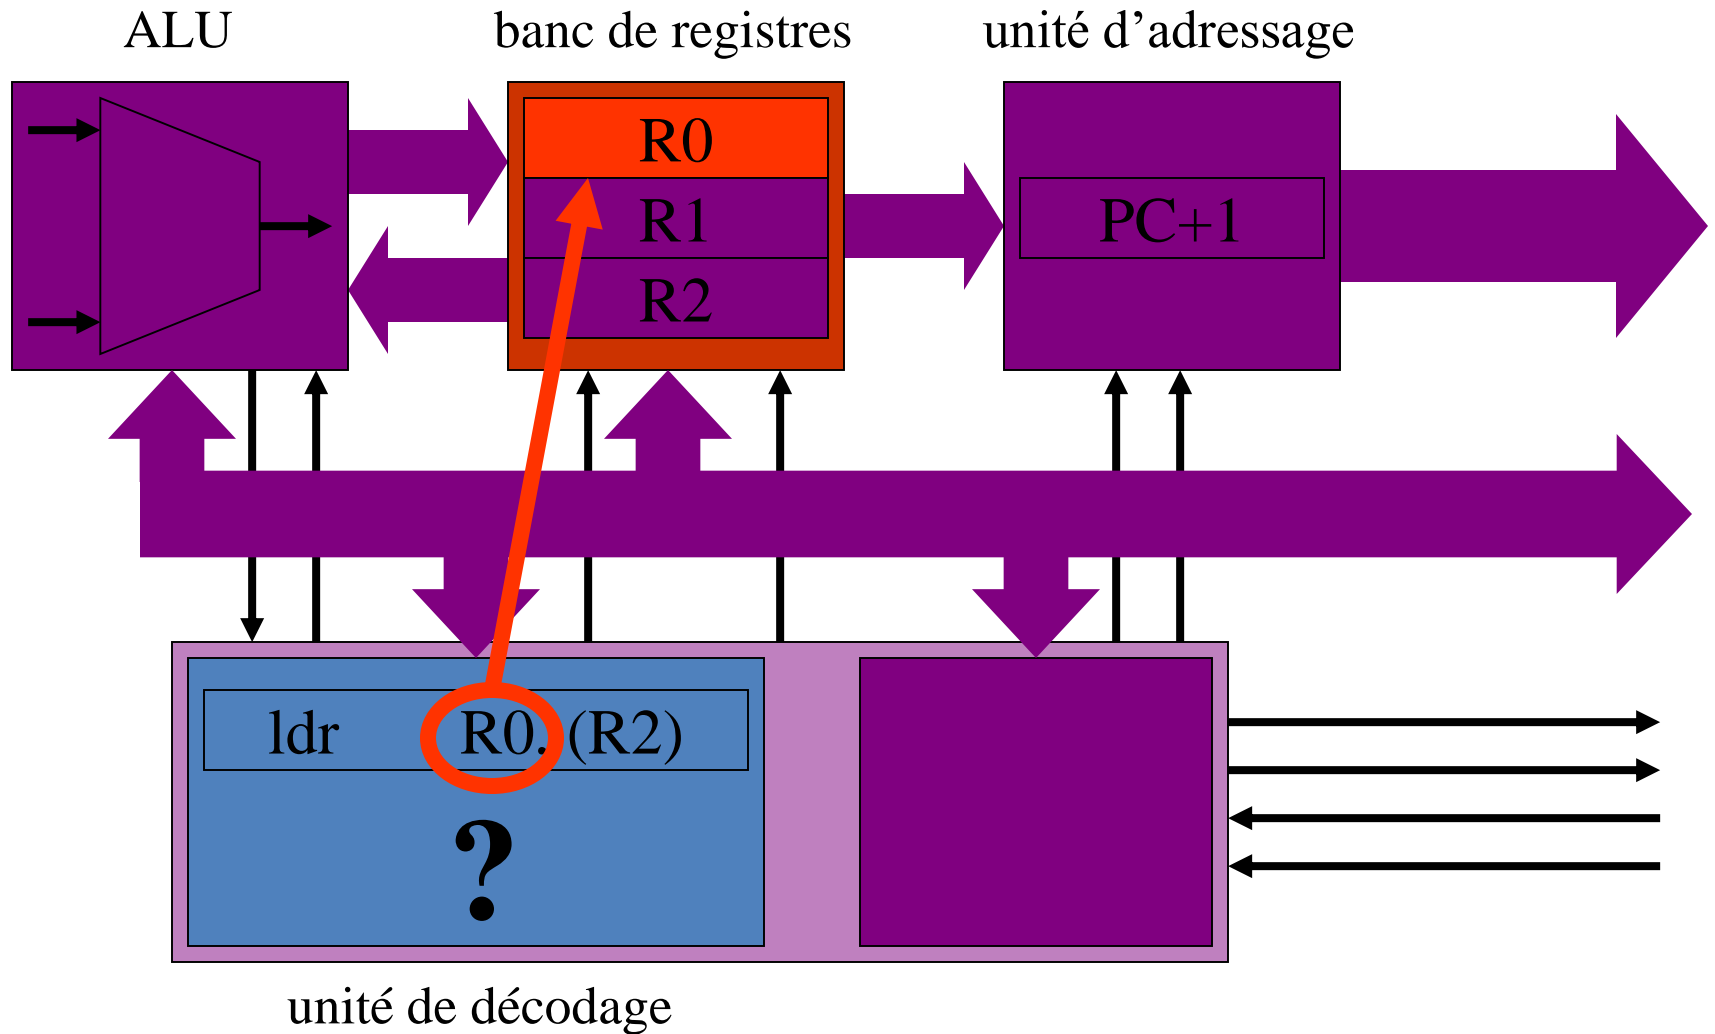 ALU
banc de registres
unité d’adressage
R0
R1
R2
PC+1
ldr R0, (R2)
?
unité de décodage